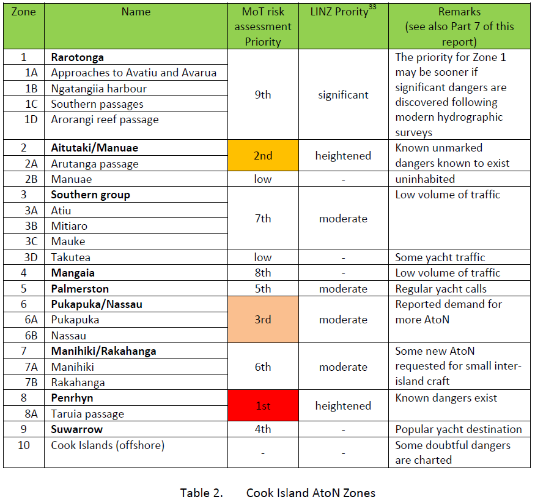 Zone Name MoT risk assessment Priority LINZ Prority33 Remarks (see also Part 7 of this report)
1 Rarotonga 9th significant The priority for Zone 1
1A Approaches to Avatiu and Avarua may be sooner if
1B Ngatangiia harbour significant dangers are
1C Southern passages discovered following
1D Arorangi reef passage modern hydrographic
surveys
2 Aitutaki/Manuae 2nd heightened Known unmarked
2A Arutanga passage dangers known to exist
2B Manuae low - uninhabited
3 Southern group 7th moderate Low volume of traffic
3A Atiu
3B Mitiaro
3C Mauke
3D Takutea low - Some yacht traffic
4 Mangaia 8th - Low volume of traffic
5 Palmerston 5th moderate Regular yacht calls
6 Pukapuka/Nassau 3rd moderate Reported demand for
6A Pukapuka more AtoN
6B Nassau
7 Manihiki/Rakahanga 6th moderate Some new AtoN
7A Manihiki requested for small inter-
7B Rakahanga island craft
8 Penrhyn 1st heightened Known dangers exist
8A Taruia passage
9 Suwarrow 4th - Popular yacht destination
10 Cook Islands (offshore) - - Some doubtful dangers
are charted
Table 2. Cook Island AtoN Zones